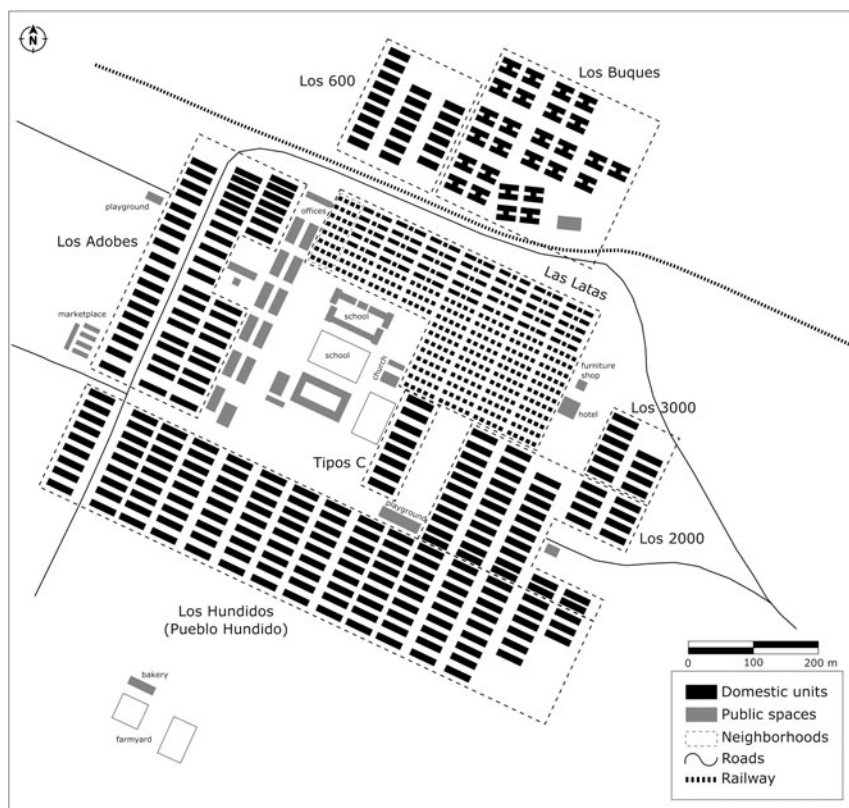 N
Los 600
Los Buques
playground
offices
Los Adobes
Las Latas
marketplace
school
school
church
furniture
shop
hotel
Los 3000
Tipos C
playground
Los 2000
Los Hundidos
(Pueblo Hundido)
bakery
farmyard
0 100 200 m
Domestic units
Public spaces
Neighborhoods
Roads
Railway